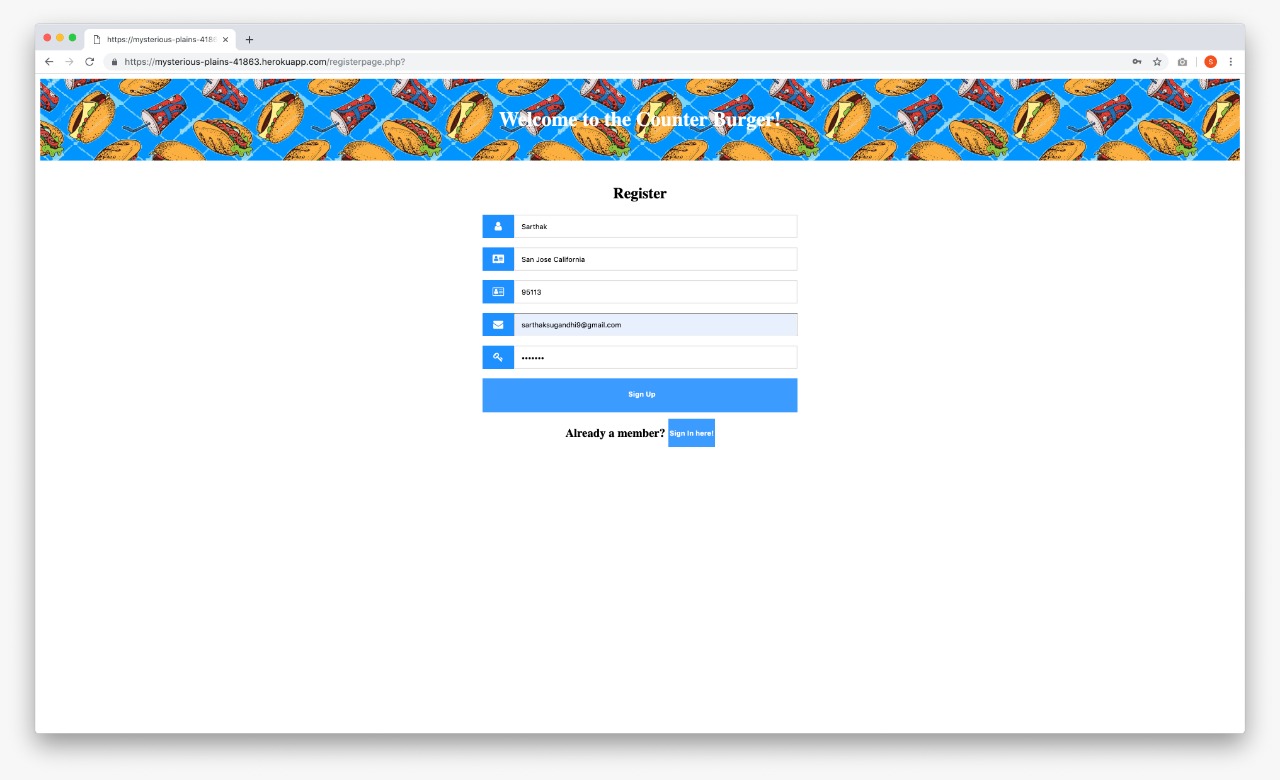 https://mysterious-plains-4186
https://mysterious-plains-41863.herokuapp.com/registerpage.php?
S
Welcome to the Counter Burger!
Register
Sarthak
San Jose California
95113
sarthaksugandhi9@gmail.com
•••••••
Sign Up
Already a member? Sign In here!